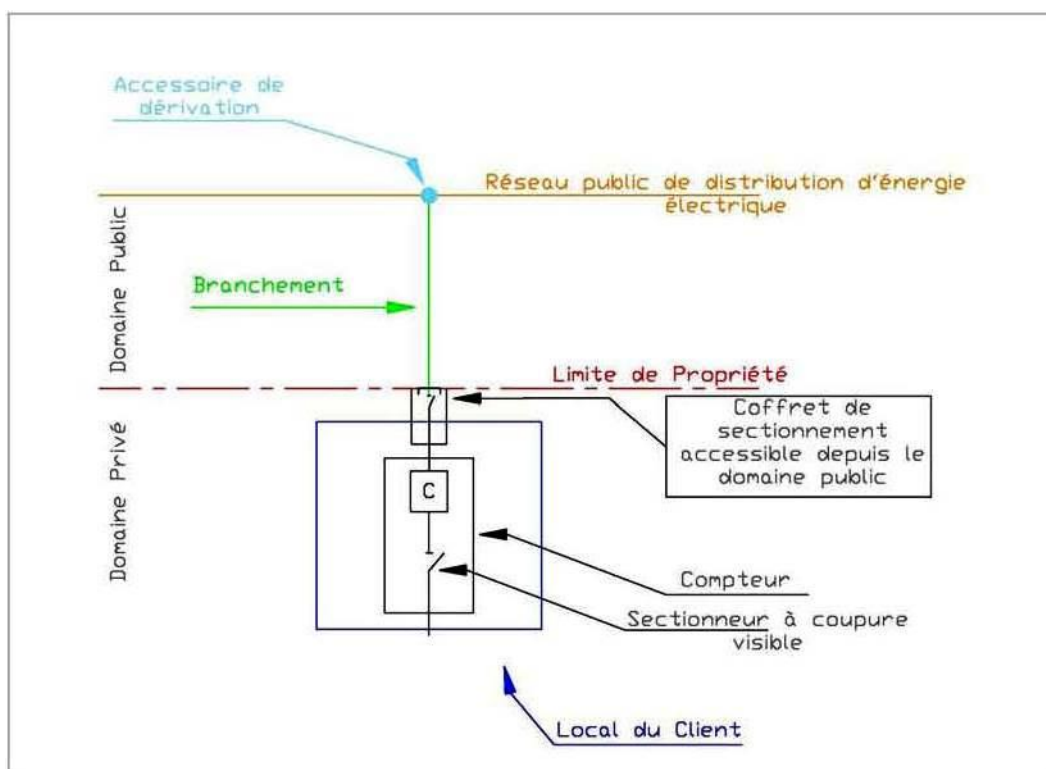 Accessoire de
dérivation
Réseau public de distribution d'énergie
électrique
Domaine Public
Branchement
Limite de Propriété
Coffret de
sectionnement
accessible depuis le
domaine public
Domaine Privé
C
Compteur
Sectionneur à coupure
visible
Local du Client